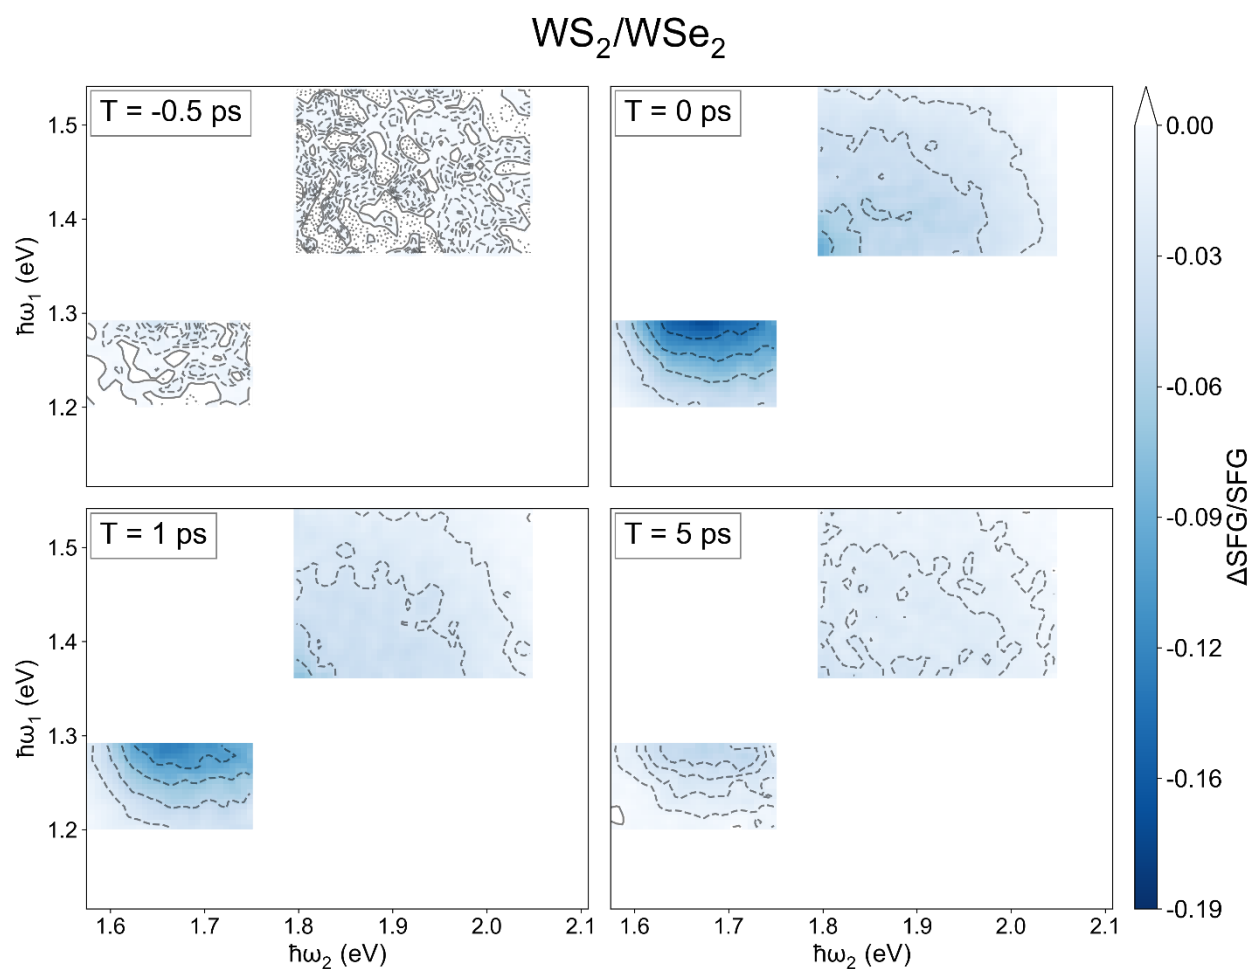 WS₂/WSe₂
T = -0.5 ps
T = 0 ps
1.5
1.4
1.3
1.2
ħω₁ (eV)
T = 1 ps
T = 5 ps
1.5
1.4
1.3
1.2
ħω₁ (eV)
1.6 1.7 1.8 1.9 2.0 2.1
1.6 1.7 1.8 1.9 2.0 2.1
ħω₂ (eV)
ħω₂ (eV)
0.00
-0.03
-0.06
-0.09
-0.12
-0.16
-0.19
ΔSFG/SFG